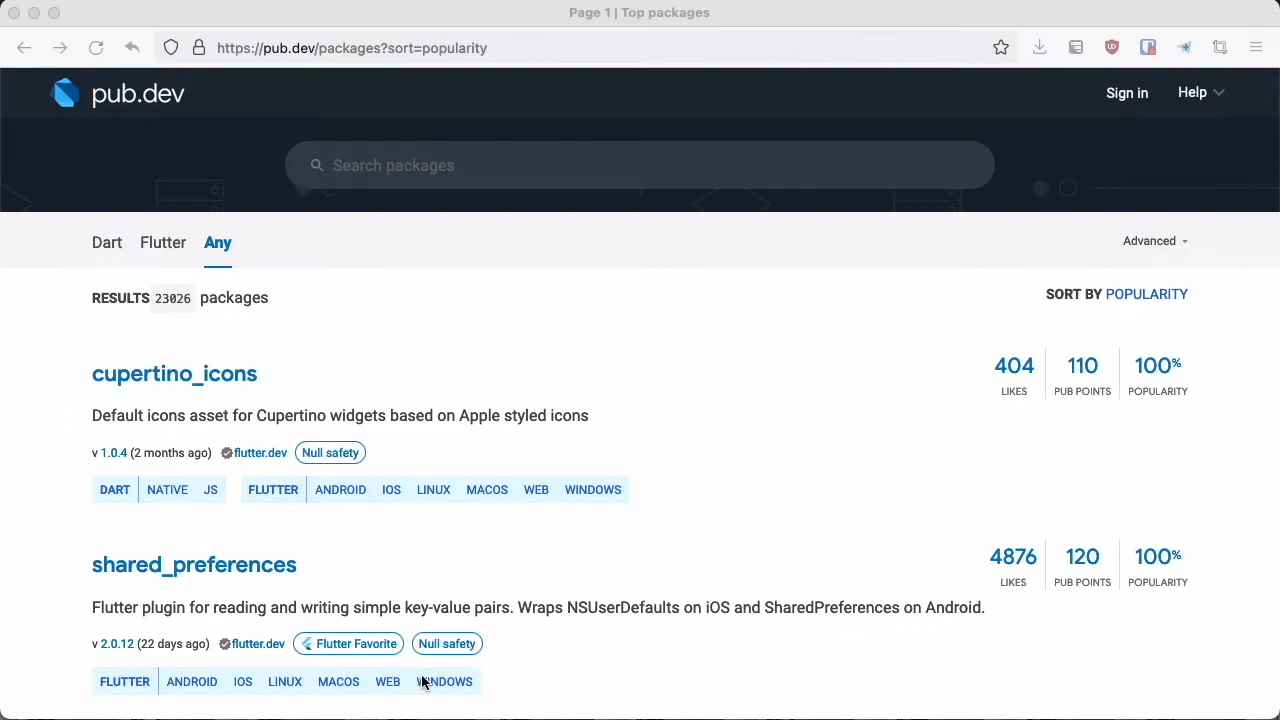 Page 1 | Top packages
https://pub.dev/packages?sort=popularity
pub.dev
Sign in
Help
Search packages
Dart Flutter Any
Advanced
RESULTS 23026 packages
SORT BY POPULARITY
cupertino_icons
404 110 100%
LIKES PUB POINTS POPULARITY
Default icons asset for Cupertino widgets based on Apple styled icons
v 1.0.4 (2 months ago) flutter.dev Null safety
DART NATIVE JS FLUTTER ANDROID IOS LINUX MACOS WEB WINDOWS
shared_preferences
4876 120 100%
LIKES PUB POINTS POPULARITY
Flutter plugin for reading and writing simple key-value pairs. Wraps NSUserDefaults on iOS and SharedPreferences on Android.
v 2.0.12 (22 days ago) flutter.dev Flutter Favorite Null safety
FLUTTER ANDROID IOS LINUX MACOS WEB WINDOWS